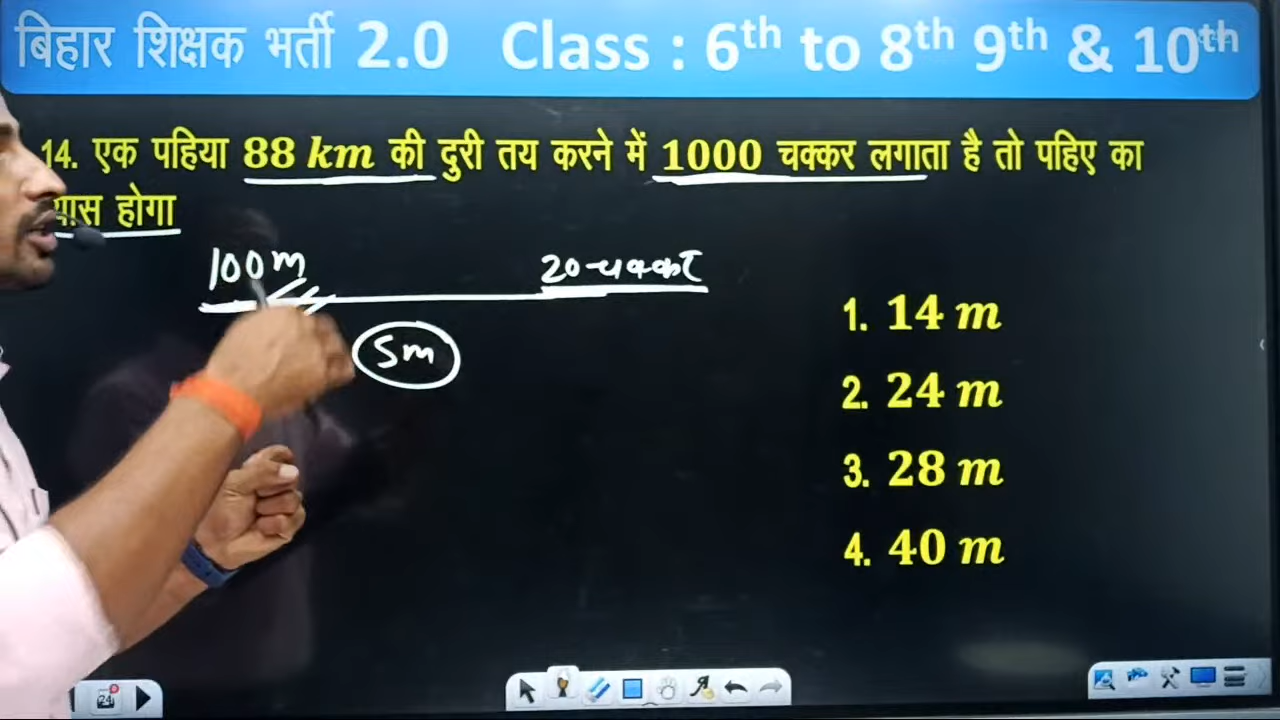 बिहार शिक्षक भर्ती 2.0 Class : 6th to 8th 9th & 10th
14. एक पहिया 88 km की दुरी तय करने में 1000 चक्कर लगाता है तो पहिए का
होगा
100m 20 चक्कर
5m
1. 14 m
2. 24 m
3. 28 m
4. 40 m
24